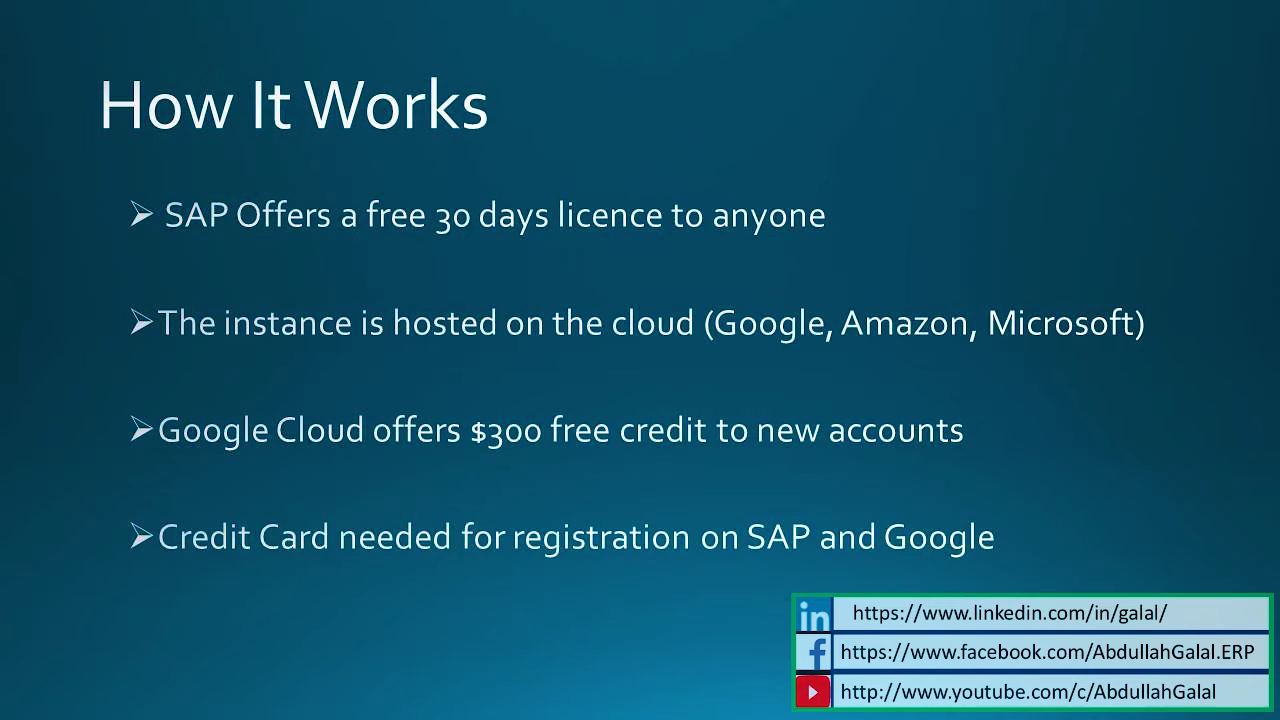 How It Works
➢ SAP Offers a free 30 days licence to anyone
➢The instance is hosted on the cloud (Google, Amazon, Microsoft)
➢Google Cloud offers $300 free credit to new accounts
➢Credit Card needed for registration on SAP and Google
in https://www.linkedin.com/in/galal/
f https://www.facebook.com/AbdullahGalal.ERP
http://www.youtube.com/c/AbdullahGalal